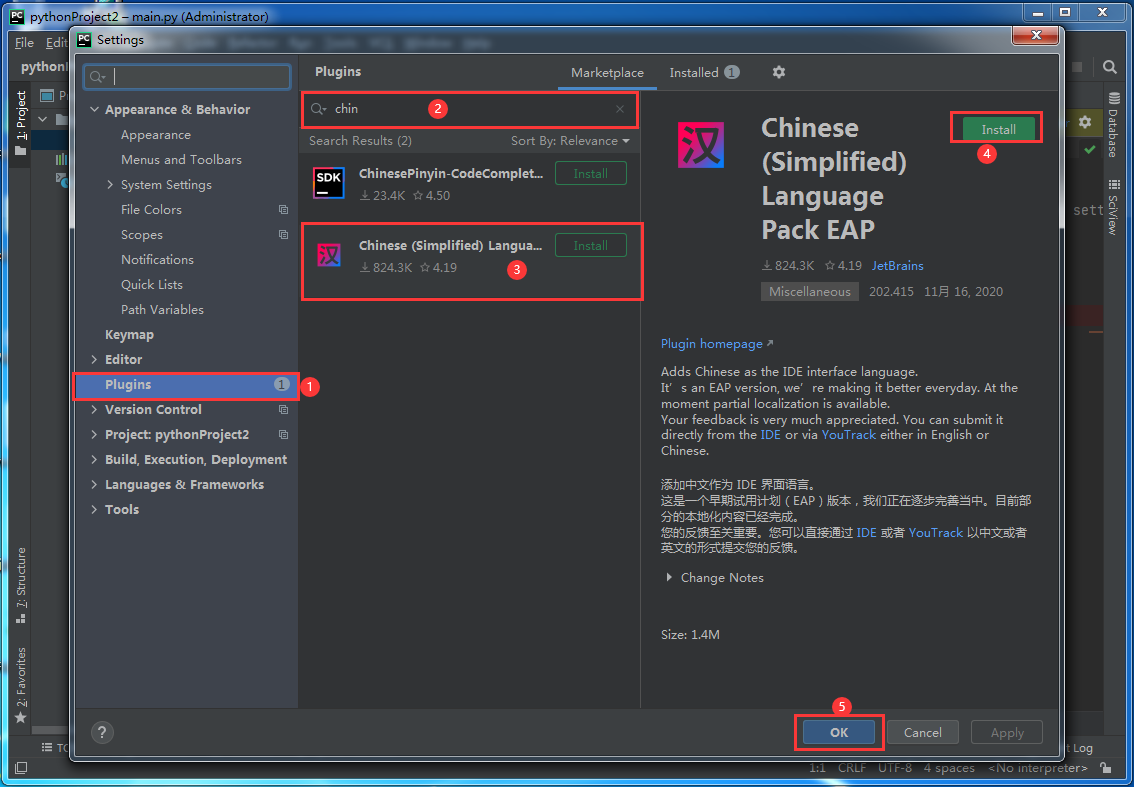 pythonProject2 – main.py (Administrator)
File Edit
Settings
pythonP
1: Project
7: Structure
2: Favorites
Appearance & Behavior
Appearance
Menus and Toolbars
System Settings
File Colors
Scopes
Notifications
Quick Lists
Path Variables
Keymap
Editor
Plugins 1
1
Version Control
Project: pythonProject2
Build, Execution, Deployment
Languages & Frameworks
Tools
Plugins
Marketplace Installed 1
chin
2
Search Results (2) Sort By: Relevance
SDK
ChinesePinyin-CodeComplet... Install
23.4K 4.50
汉
Chinese (Simplified) Langua... Install
824.3K 4.19
3
汉
Chinese
(Simplified)
Language
Pack EAP
Install
4
824.3K 4.19 JetBrains
Miscellaneous 202.415 11月 16, 2020
Plugin homepage
Adds Chinese as the IDE interface language.
It's an EAP version, we're making it better everyday. At the
moment partial localization is available.
Your feedback is very much appreciated. You can submit it
directly from the IDE or via YouTrack either in English or
Chinese.
添加中文作为 IDE 界面语言。
这是一个早期试用计划（EAP）版本，我们正在逐步完善当中。目前部
分的本地化内容已经完成。
您的反馈至关重要。您可以直接通过 IDE 或者 YouTrack 以中文或者
英文的形式提交您的反馈。
Change Notes
Size: 1.4M
5
? OK Cancel Apply
Database
SciView
sett
TO
t Log
1:1 CRLF UTF-8 4 spaces <No interpreter>